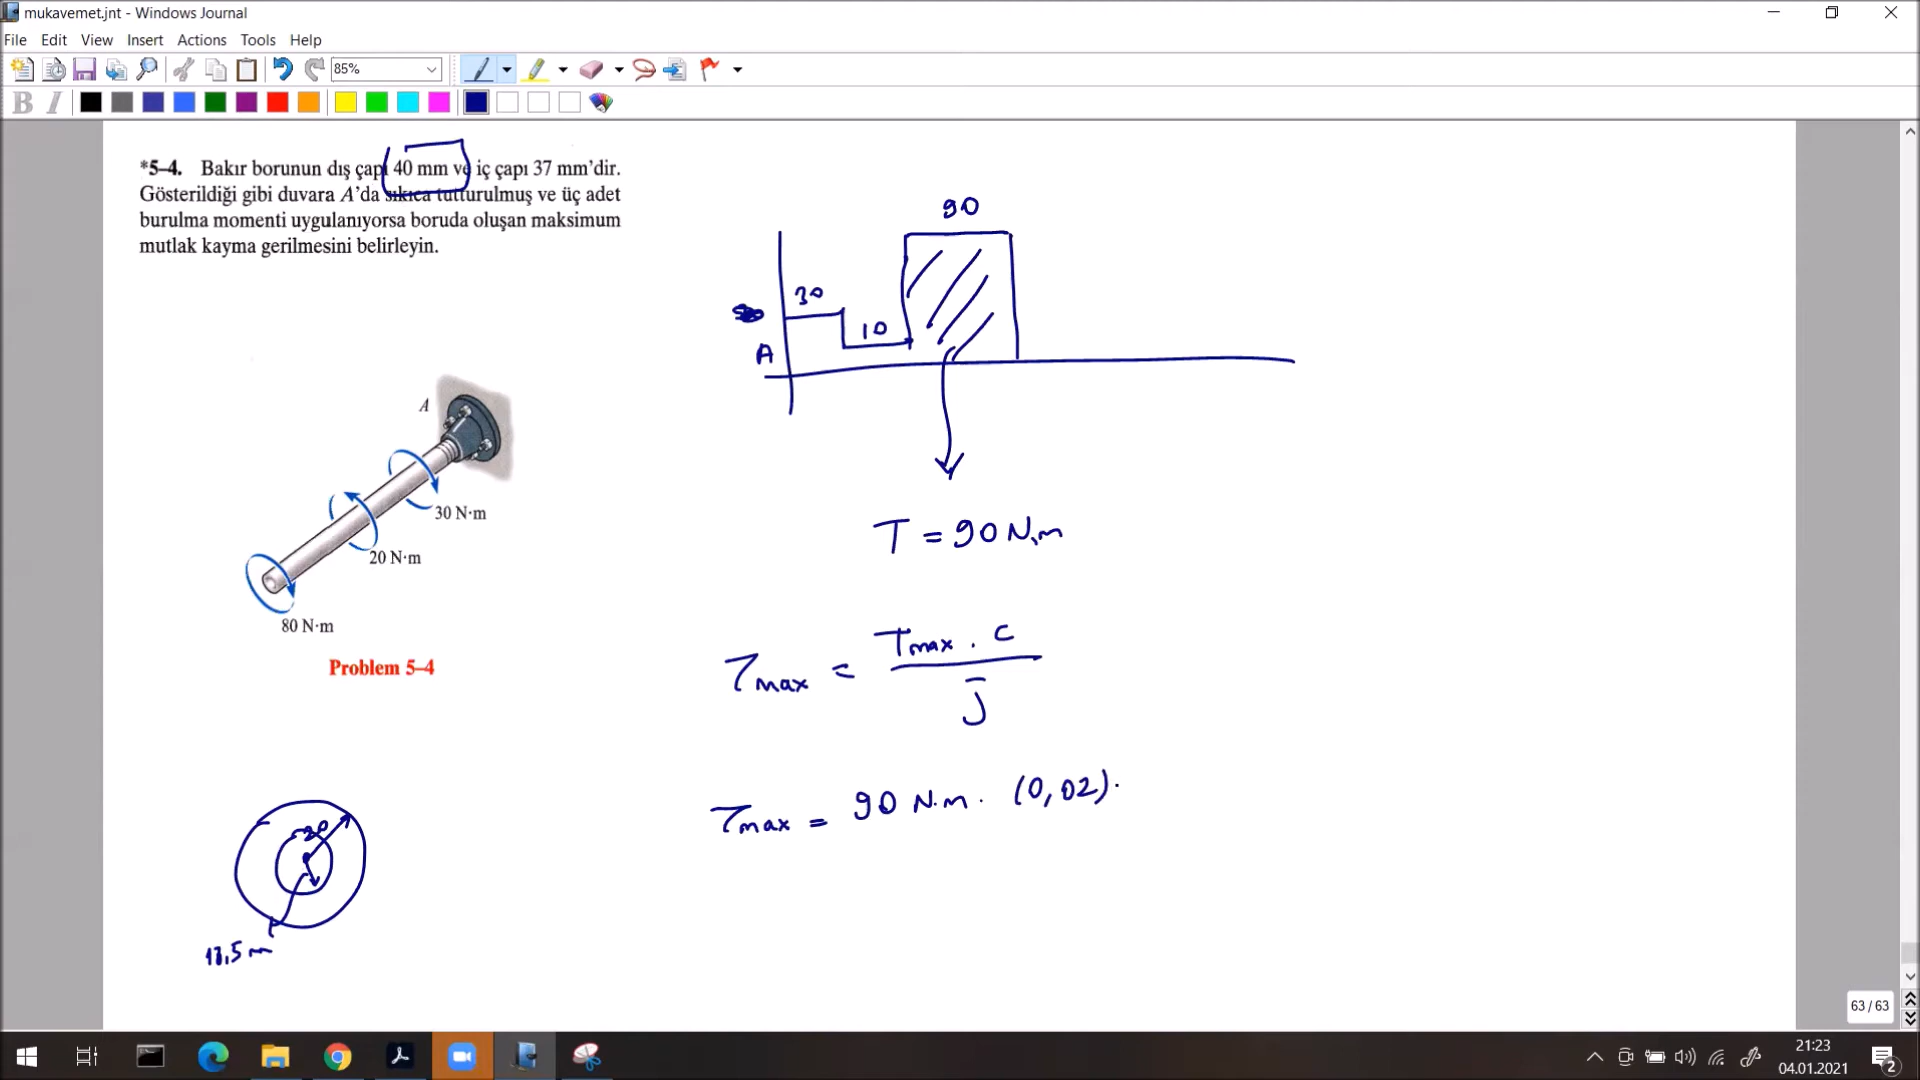 mukavemet.jnt - Windows Journal
File Edit View Insert Actions Tools Help
85%
B I
*5–4. Bakır borunun dış çapı 40 mm ve iç çapı 37 mm'dir.
Gösterildiği gibi duvara A'da sıkıca tutturulmuş ve üç adet
burulma momenti uygulanıyorsa boruda oluşan maksimum
mutlak kayma gerilmesini belirleyin.
90
30
10
A
A
30 N·m
20 N·m
80 N·m
Problem 5–4
T = 90 N.m
τmax = Tmax . c
J
τmax = 90 N.m. (0,02).
20
18,5 m
63 / 63
21:23
04.01.2021
2